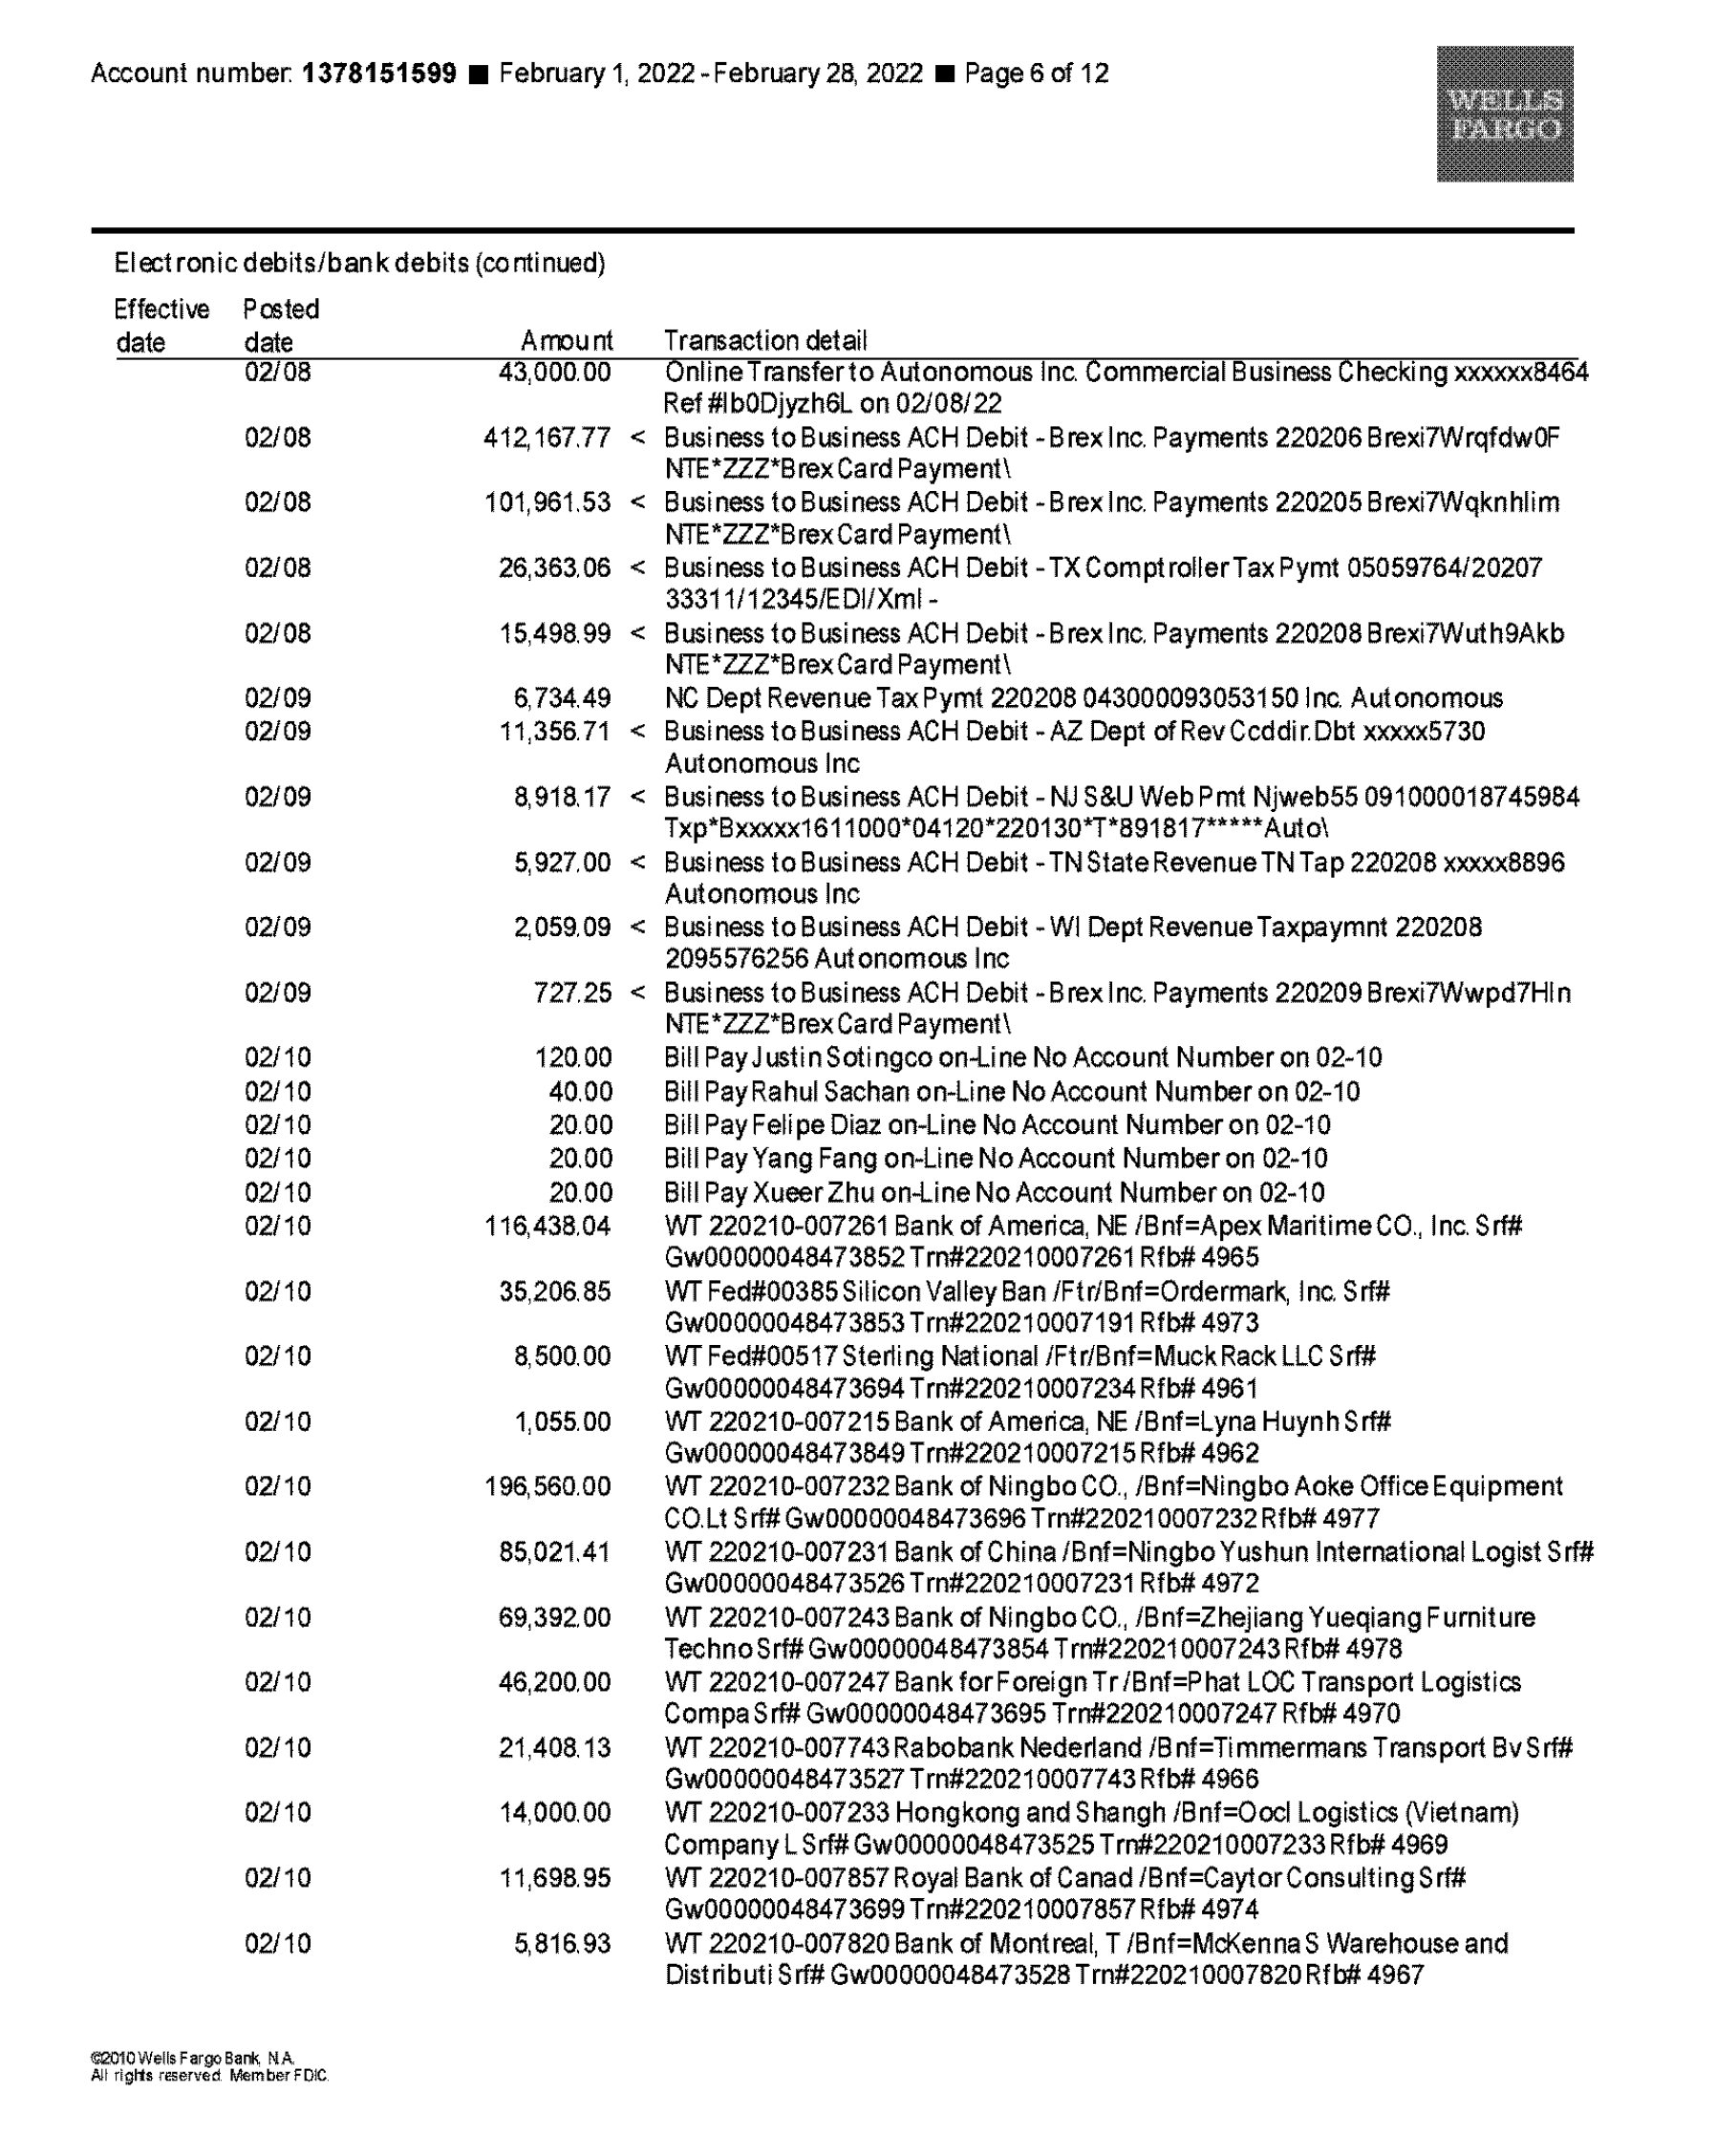 Account number: 1378151599 ■ February 1, 2022 - February 28, 2022 ■ Page 6 of 12
WELLS
FARGO
Electronic debits/bank debits (continued)
Effective Posted
date date Amount Transaction detail
02/08 43,000.00 Online Transfer to Autonomous Inc. Commercial Business Checking xxxxxx8464
Ref #Ib0Djyzh6L on 02/08/22
02/08 412,167.77 < Business to Business ACH Debit - Brex Inc. Payments 220206 Brexi7Wrqfdw0F
NTE*ZZZ*Brex Card Payment\
02/08 101,961.53 < Business to Business ACH Debit - Brex Inc. Payments 220205 Brexi7Wqknhlim
NTE*ZZZ*Brex Card Payment\
02/08 26,363.06 < Business to Business ACH Debit - TX Comptroller Tax Pymt 05059764/20207
33311/12345/EDI/Xml -
02/08 15,498.99 < Business to Business ACH Debit - Brex Inc. Payments 220208 Brexi7Wuth9Akb
NTE*ZZZ*Brex Card Payment\
02/09 6,734.49 NC Dept Revenue Tax Pymt 220208 043000093053150 Inc. Autonomous
02/09 11,356.71 < Business to Business ACH Debit - AZ Dept of Rev Ccddir.Dbt xxxxx5730
Autonomous Inc
02/09 8,918.17 < Business to Business ACH Debit - NJ S&U Web Pmt Njweb55 091000018745984
Txp*Bxxxxx1611000*04120*220130*T*891817*****Auto\
02/09 5,927.00 < Business to Business ACH Debit - TN State Revenue TN Tap 220208 xxxxx8896
Autonomous Inc
02/09 2,059.09 < Business to Business ACH Debit - WI Dept Revenue Taxpaymnt 220208
2095576256 Autonomous Inc
02/09 727.25 < Business to Business ACH Debit - Brex Inc. Payments 220209 Brexi7Wwpd7Hln
NTE*ZZZ*Brex Card Payment\
02/10 120.00 Bill Pay Justin Sotingco on-Line No Account Number on 02-10
02/10 40.00 Bill Pay Rahul Sachan on-Line No Account Number on 02-10
02/10 20.00 Bill Pay Felipe Diaz on-Line No Account Number on 02-10
02/10 20.00 Bill Pay Yang Fang on-Line No Account Number on 02-10
02/10 20.00 Bill Pay Xueer Zhu on-Line No Account Number on 02-10
02/10 116,438.04 WT 220210-007261 Bank of America, NE /Bnf=Apex Maritime CO., Inc. Srf#
Gw00000048473852 Trn#220210007261 Rfb# 4965
02/10 35,206.85 WT Fed#00385 Silicon Valley Ban /Ftr/Bnf=Ordermark, Inc. Srf#
Gw00000048473853 Trn#220210007191 Rfb# 4973
02/10 8,500.00 WT Fed#00517 Sterling National /Ftr/Bnf=Muck Rack LLC Srf#
Gw00000048473694 Trn#220210007234 Rfb# 4961
02/10 1,055.00 WT 220210-007215 Bank of America, NE /Bnf=Lyna Huynh Srf#
Gw00000048473849 Trn#220210007215 Rfb# 4962
02/10 196,560.00 WT 220210-007232 Bank of Ningbo CO., /Bnf=Ningbo Aoke Office Equipment
CO.Lt Srf# Gw00000048473696 Trn#220210007232 Rfb# 4977
02/10 85,021.41 WT 220210-007231 Bank of China /Bnf=Ningbo Yushun International Logist Srf#
Gw00000048473526 Trn#220210007231 Rfb# 4972
02/10 69,392.00 WT 220210-007243 Bank of Ningbo CO., /Bnf=Zhejiang Yueqiang Furniture
Techno Srf# Gw00000048473854 Trn#220210007243 Rfb# 4978
02/10 46,200.00 WT 220210-007247 Bank for Foreign Tr /Bnf=Phat LOC Transport Logistics
Compa Srf# Gw00000048473695 Trn#220210007247 Rfb# 4970
02/10 21,408.13 WT 220210-007743 Rabobank Nederland /Bnf=Timmermans Transport Bv Srf#
Gw00000048473527 Trn#220210007743 Rfb# 4966
02/10 14,000.00 WT 220210-007233 Hongkong and Shangh /Bnf=Oocl Logistics (Vietnam)
Company L Srf# Gw00000048473525 Trn#220210007233 Rfb# 4969
02/10 11,698.95 WT 220210-007857 Royal Bank of Canad /Bnf=Caytor Consulting Srf#
Gw00000048473699 Trn#220210007857 Rfb# 4974
02/10 5,816.93 WT 220210-007820 Bank of Montreal, T /Bnf=McKenna S Warehouse and
Distributi Srf# Gw00000048473528 Trn#220210007820 Rfb# 4967
©2010 Wells Fargo Bank, N.A.
All rights reserved. Member FDIC.